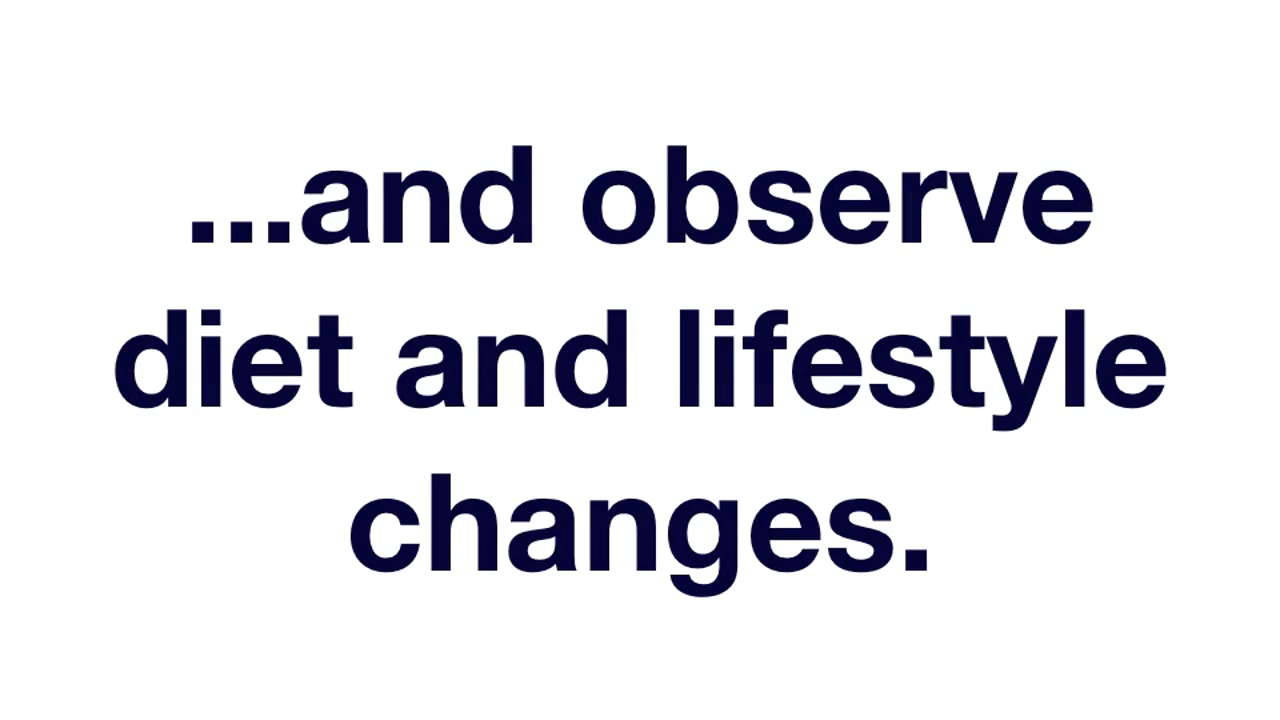 ...and observe
diet and lifestyle
changes.